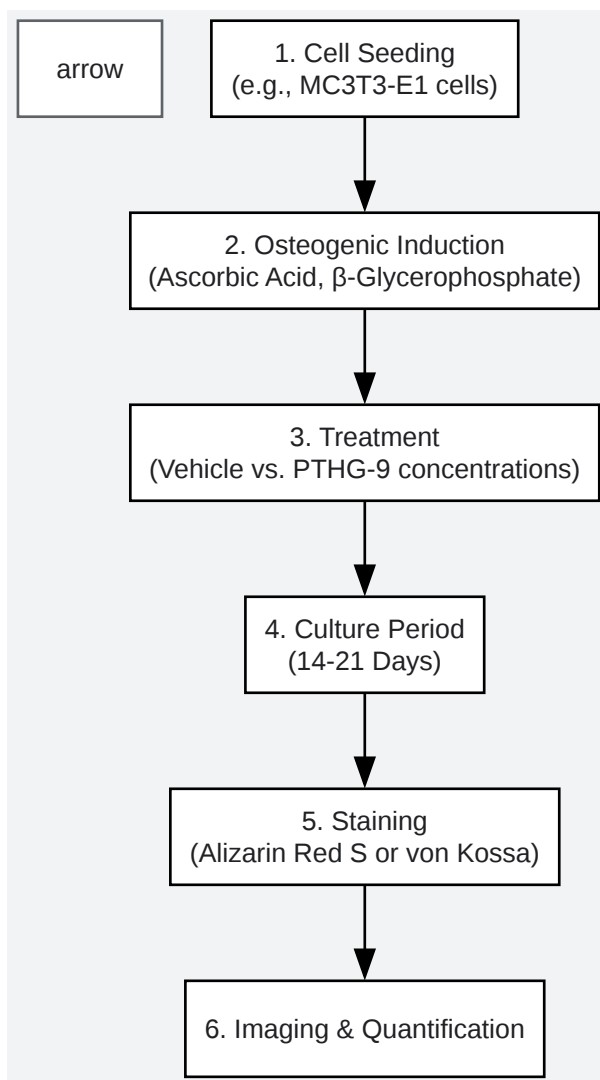 arrow
1. Cell Seeding
(e.g., MC3T3-E1 cells)
2. Osteogenic Induction
(Ascorbic Acid, β-Glycerophosphate)
3. Treatment
(Vehicle vs. PTHG-9 concentrations)
4. Culture Period
(14-21 Days)
5. Staining
(Alizarin Red S or von Kossa)
6. Imaging & Quantification